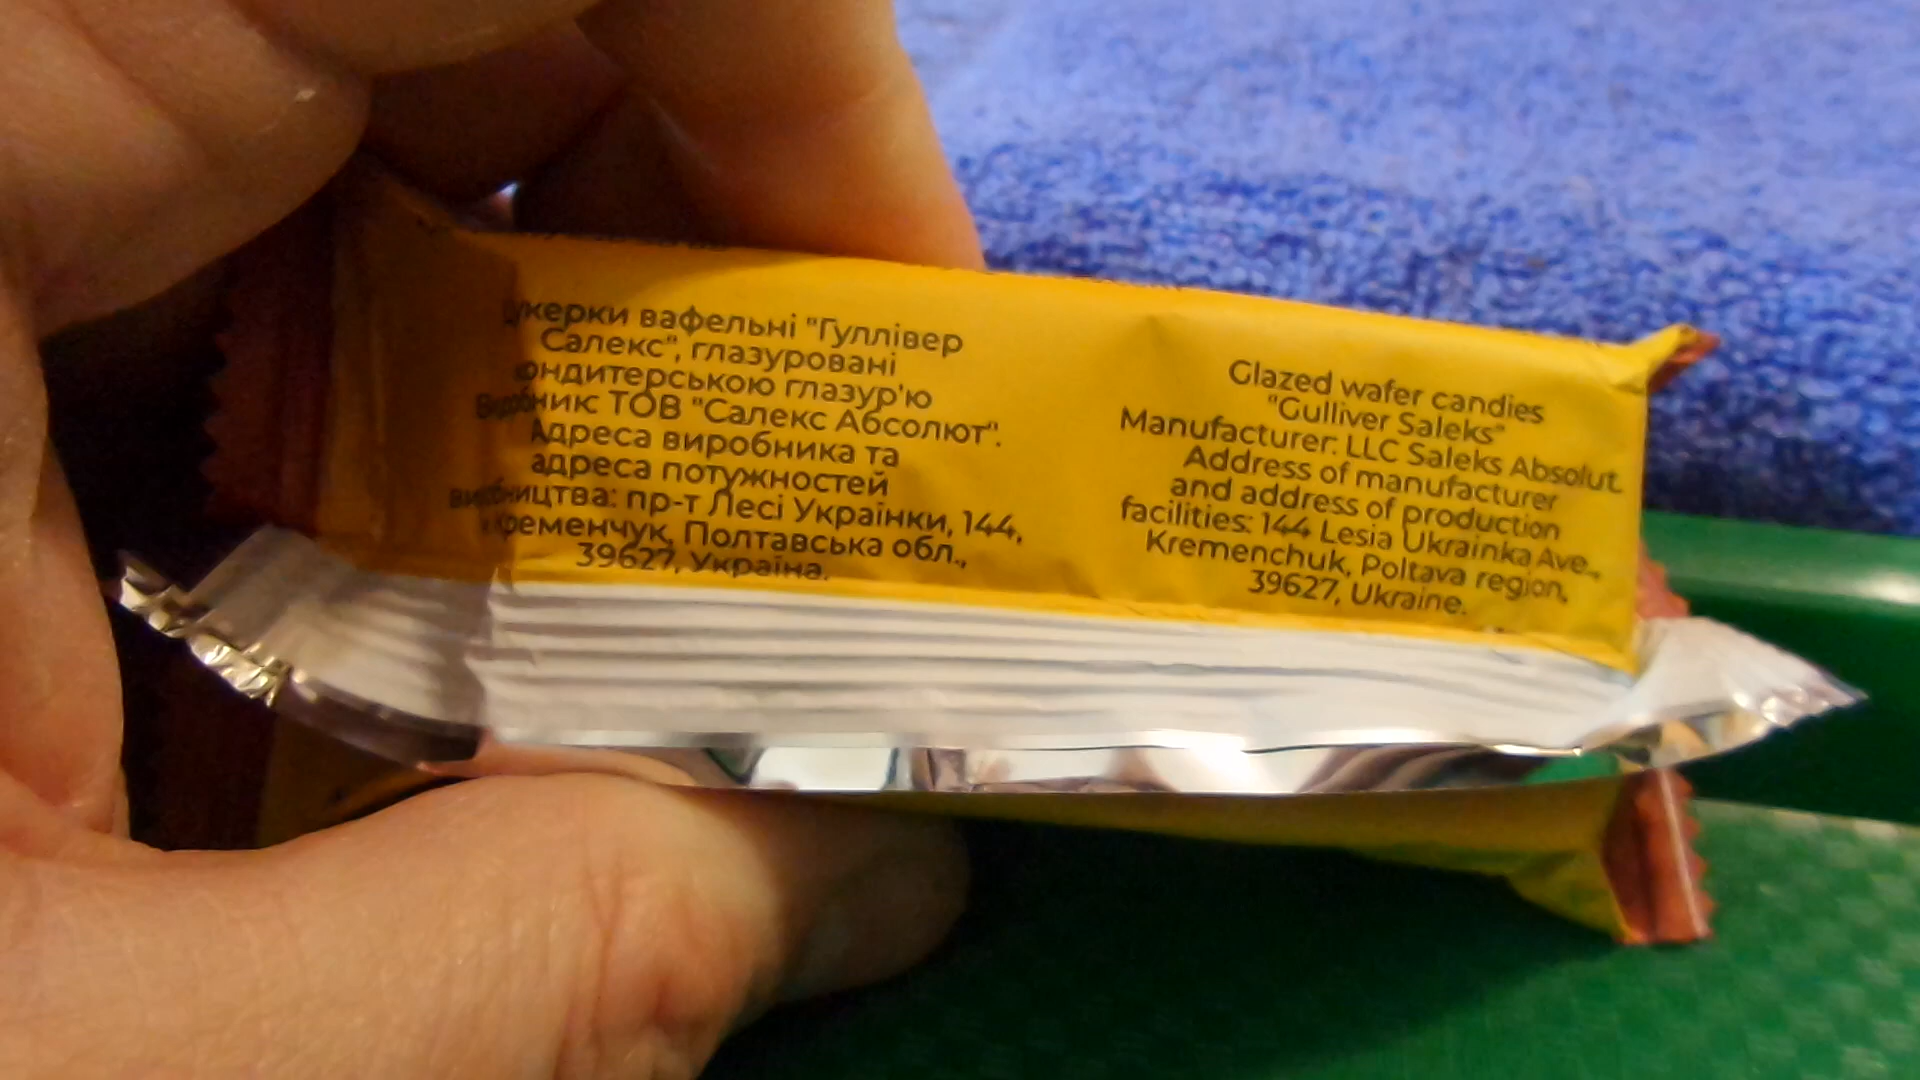 Цукерки вафельні "Гуллівер
Салекс", глазуровані
кондитерською глазур'ю
Виробник ТОВ "Салекс Абсолют".
Адреса виробника та
адреса потужностей
виробництва: пр-т Лесі Українки, 144,
Кременчук, Полтавська обл.,
39627, Україна.
Glazed wafer candies
"Gulliver Saleks"
Manufacturer: LLC Saleks Absolut.
Address of manufacturer
and address of production
facilities: 144 Lesia Ukrainka Ave.,
Kremenchuk, Poltava region,
39627, Ukraine.